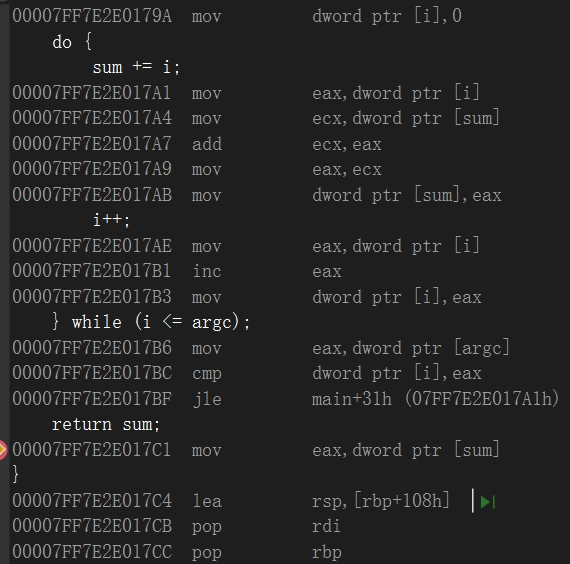 00007FF7E2E0179A  mov         dword ptr [i],0
    do {
        sum += i;
00007FF7E2E017A1  mov         eax,dword ptr [i]
00007FF7E2E017A4  mov         ecx,dword ptr [sum]
00007FF7E2E017A7  add         ecx,eax
00007FF7E2E017A9  mov         eax,ecx
00007FF7E2E017AB  mov         dword ptr [sum],eax
        i++;
00007FF7E2E017AE  mov         eax,dword ptr [i]
00007FF7E2E017B1  inc         eax
00007FF7E2E017B3  mov         dword ptr [i],eax
    } while (i <= argc);
00007FF7E2E017B6  mov         eax,dword ptr [argc]
00007FF7E2E017BC  cmp         dword ptr [i],eax
00007FF7E2E017BF  jle         main+31h (07FF7E2E017A1h)
    return sum;
00007FF7E2E017C1  mov         eax,dword ptr [sum]
}
00007FF7E2E017C4  lea         rsp,[rbp+108h]
00007FF7E2E017CB  pop         rdi
00007FF7E2E017CC  pop         rbp